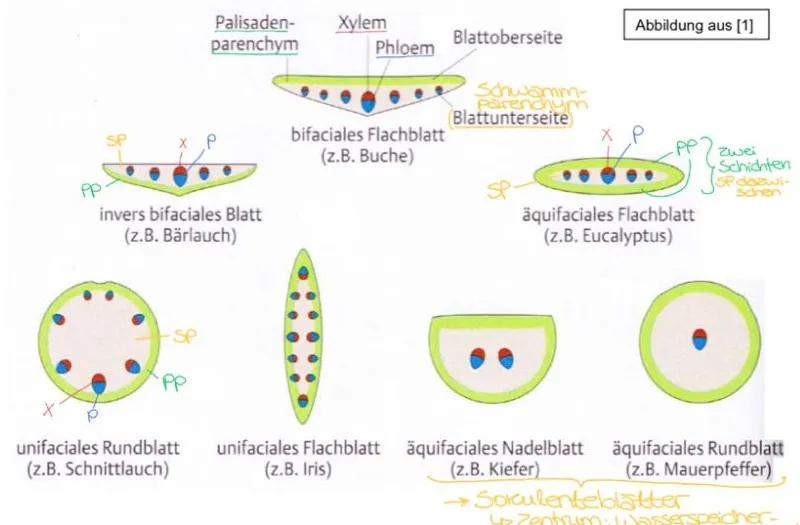 Abbildung aus [1]
Palisaden-
parenchym
Xylem
Phloem
Blattoberseite
Schwamm-
parenchym
Blattunterseite
bifaciales Flachblatt
(z.B. Buche)
SP
X
P
PP
invers bifaciales Blatt
(z.B. Bärlauch)
X
P
PP
zwei
Schichten
SP dazwi-
schen
SP
äquifaciales Flachblatt
(z.B. Eucalyptus)
SP
PP
X
P
unifaciales Rundblatt
(z.B. Schnittlauch)
unifaciales Flachblatt
(z.B. Iris)
äquifaciales Nadelblatt
(z.B. Kiefer)
äquifaciales Rundblatt
(z.B. Mauerpfeffer)
→ Sukkulenteblätter
↳ Zentrum: Wasserspeicher-